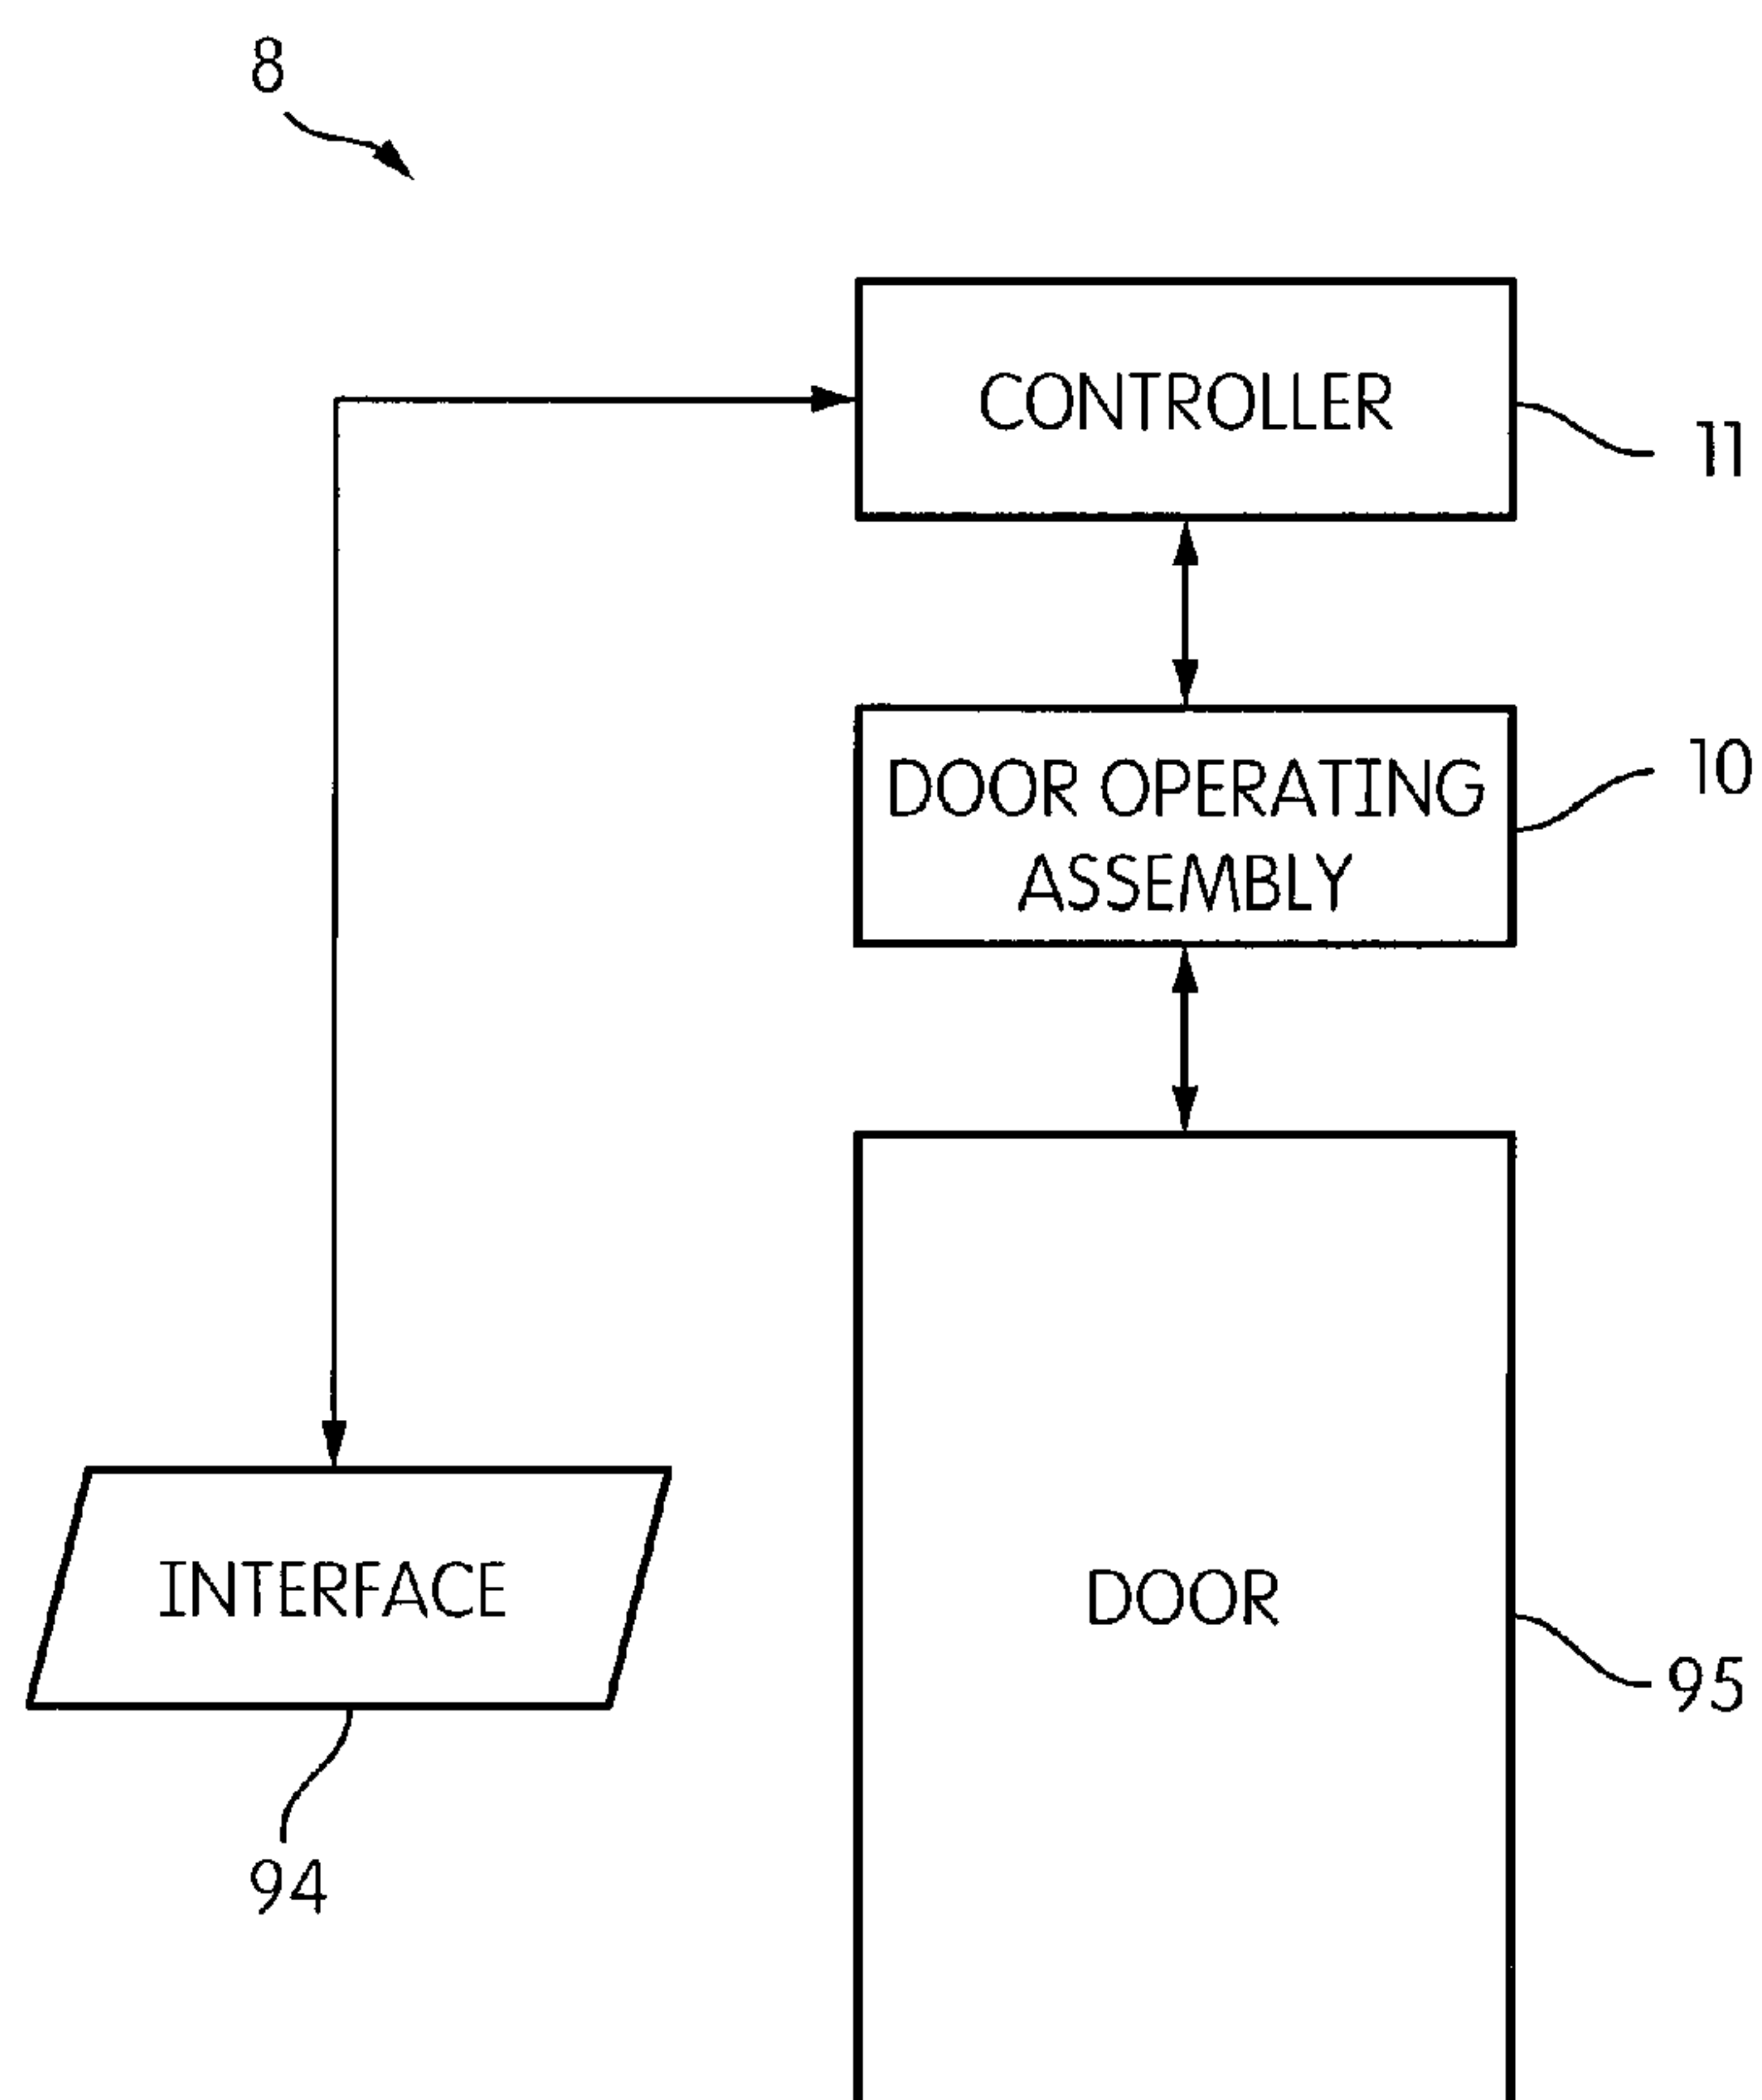 8
CONTROLLER
11
DOOR OPERATING
ASSEMBLY
10
INTERFACE
94
DOOR
95